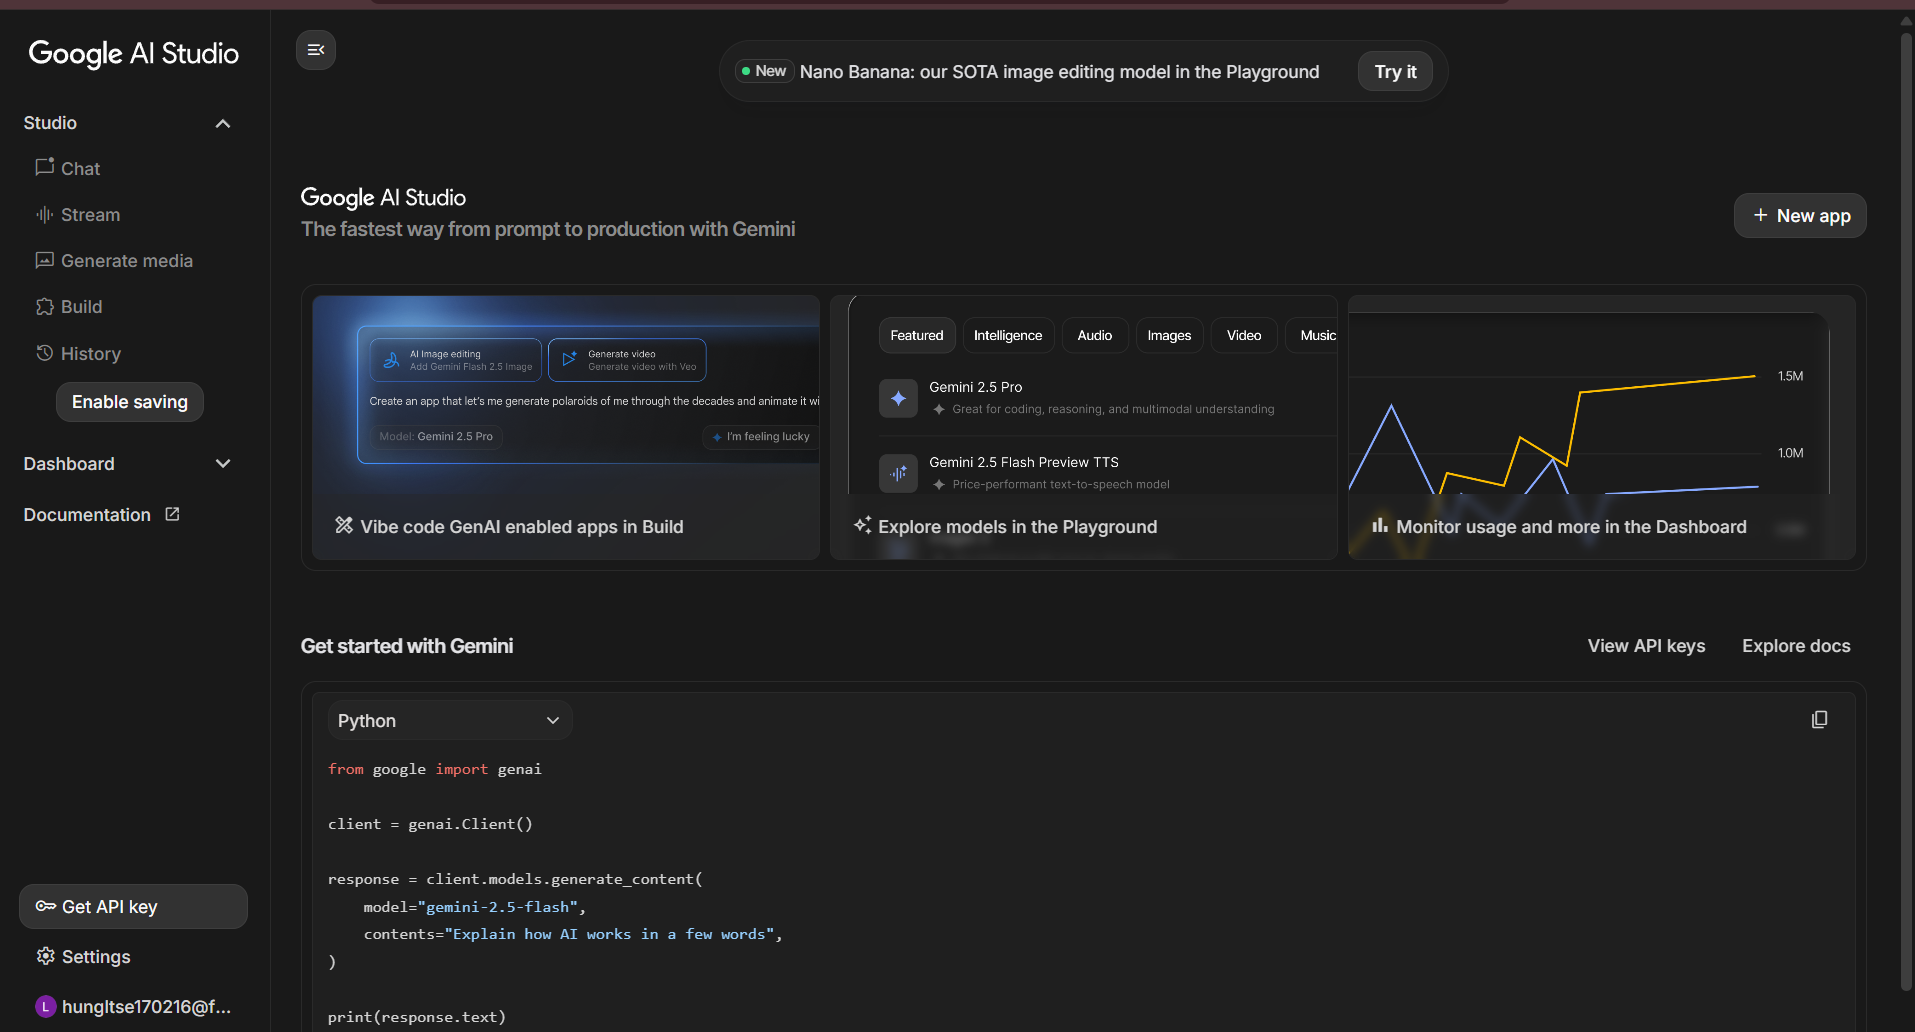 Google AI Studio
Studio
Chat
Stream
Generate media
Build
History
Enable saving
Dashboard
Documentation
Get API key
Settings
L hungltse170216@f...
New Nano Banana: our SOTA image editing model in the Playground Try it
Google AI Studio
The fastest way from prompt to production with Gemini
+ New app
AI Image editing
Add Gemini Flash 2.5 Image
Generate video
Generate video with Veo
Create an app that let's me generate polaroids of me through the decades and animate it wi
Model: Gemini 2.5 Pro
I'm feeling lucky
Vibe code GenAI enabled apps in Build
Featured Intelligence Audio Images Video Music
Gemini 2.5 Pro
Great for coding, reasoning, and multimodal understanding
Gemini 2.5 Flash Preview TTS
Price-performant text-to-speech model
Explore models in the Playground
1.5M
1.0M
Monitor usage and more in the Dashboard
Get started with Gemini
View API keys Explore docs
Python
from google import genai
client = genai.Client()
response = client.models.generate_content(
model="gemini-2.5-flash",
contents="Explain how AI works in a few words",
)
print(response.text)